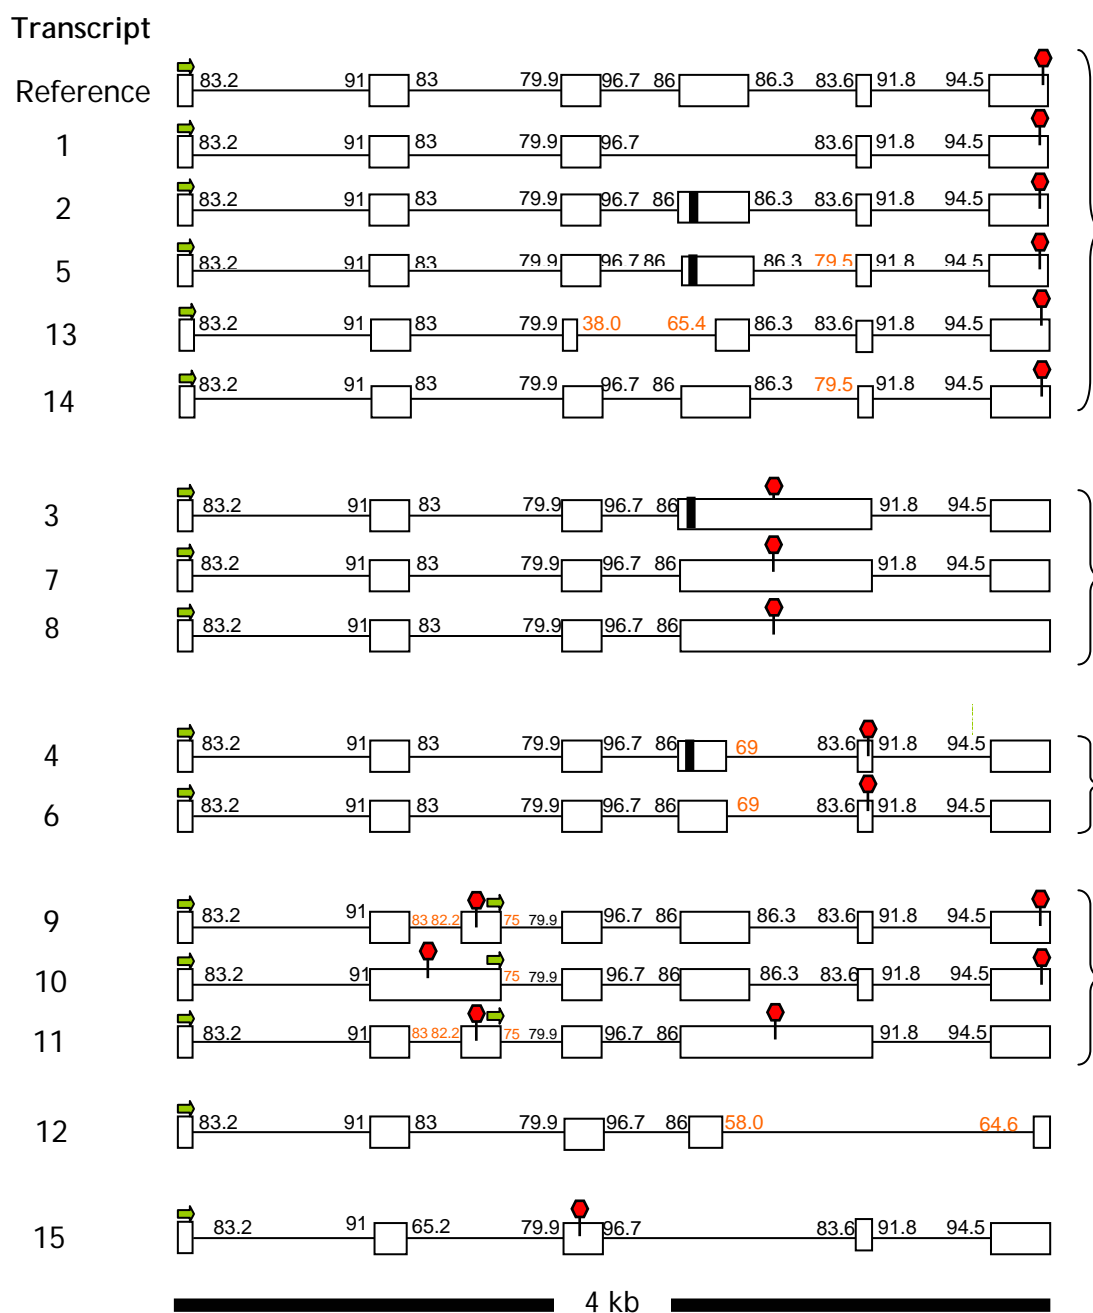 Transcript
Reference 83.2 91 83 79.9 96.7 86 86.3 83.6 91.8 94.5
1 83.2 91 83 79.9 96.7 83.6 91.8 94.5
2 83.2 91 83 79.9 96.7 86 86.3 83.6 91.8 94.5
5 83.2 91 83 79.9 96.7 86 86.3 79.5 91.8 94.5
13 83.2 91 83 79.9 38.0 65.4 86.3 83.6 91.8 94.5
14 83.2 91 83 79.9 96.7 86 86.3 79.5 91.8 94.5
3 83.2 91 83 79.9 96.7 86 91.8 94.5
7 83.2 91 83 79.9 96.7 86 91.8 94.5
8 83.2 91 83 79.9 96.7 86
4 83.2 91 83 79.9 96.7 86 69 83.6 91.8 94.5
6 83.2 91 83 79.9 96.7 86 69 83.6 91.8 94.5
9 83.2 91 83 82.2 75 79.9 96.7 86 86.3 83.6 91.8 94.5
10 83.2 91 75 79.9 96.7 86 86.3 83.6 91.8 94.5
11 83.2 91 83 82.2 75 79.9 96.7 86 91.8 94.5
12 83.2 91 83 79.9 96.7 86 58.0 64.6
15 83.2 91 65.2 79.9 96.7 83.6 91.8 94.5
4 kb